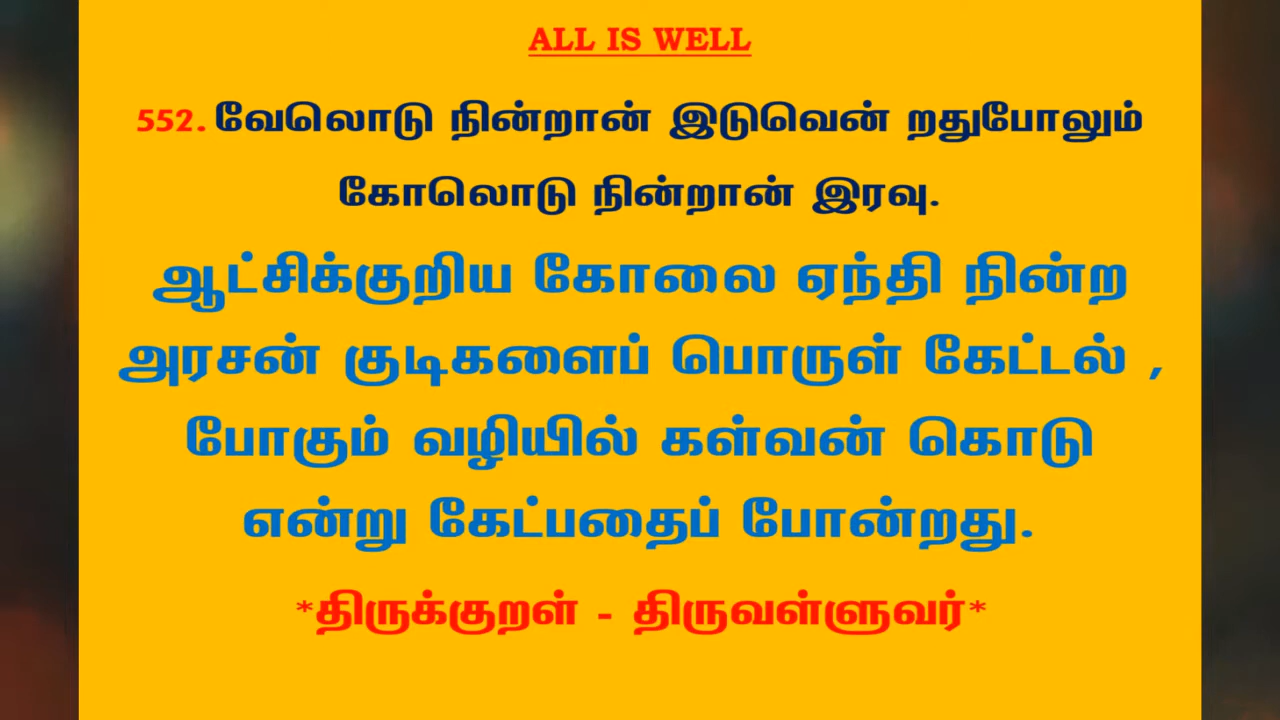 ALL IS WELL
552. வேலொடு நின்றான் இடுவென் றதுபோலும்
கோலொடு நின்றான் இரவு.
ஆட்சிக்குறிய கோலை ஏந்தி நின்ற
அரசன் குடிகளைப் பொருள் கேட்டல் ,
போகும் வழியில் கள்வன் கொடு
என்று கேட்பதைப் போன்றது.
*திருக்குறள் - திருவள்ளுவர்*